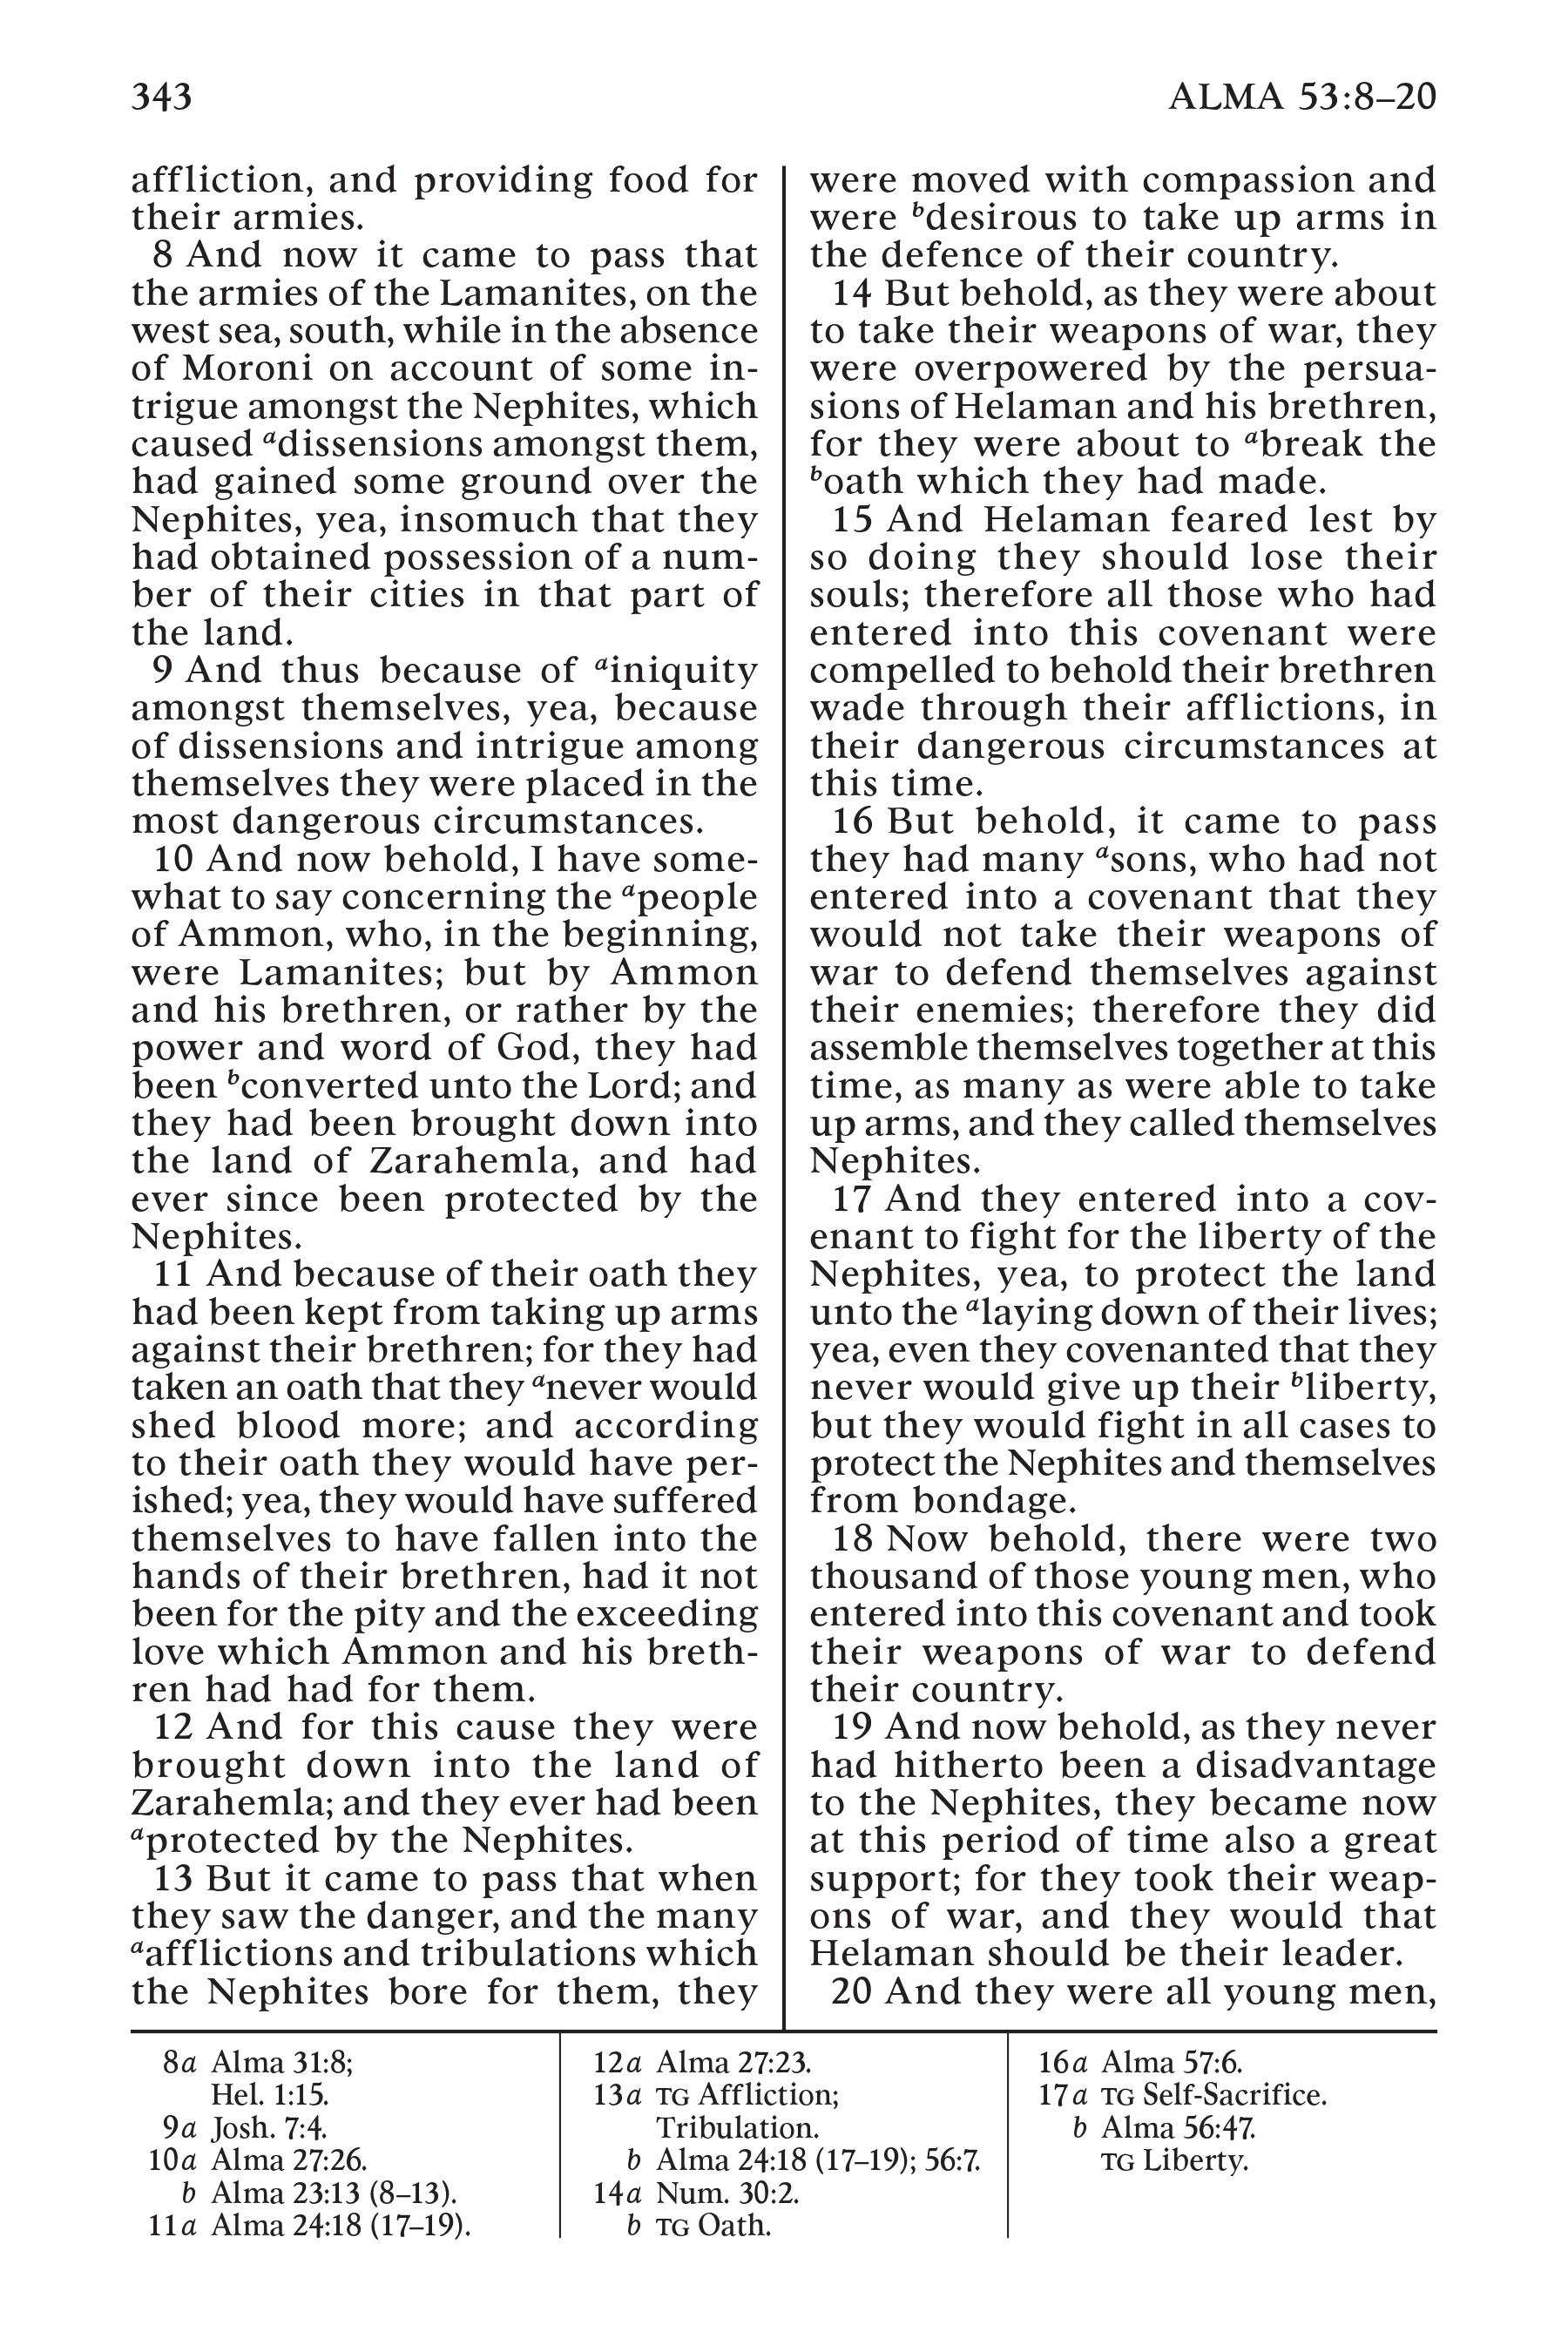 343
ALMA 53:8–20
affliction, and providing food for
their armies.
8 And now it came to pass that
the armies of the Lamanites, on the
west sea, south, while in the absence
of Moroni on account of some in-
trigue amongst the Nephites, which
caused adissensions amongst them,
had gained some ground over the
Nephites, yea, insomuch that they
had obtained possession of a num-
ber of their cities in that part of
the land.
9 And thus because of ainiquity
amongst themselves, yea, because
of dissensions and intrigue among
themselves they were placed in the
most dangerous circumstances.
10 And now behold, I have some-
what to say concerning the apeople
of Ammon, who, in the beginning,
were Lamanites; but by Ammon
and his brethren, or rather by the
power and word of God, they had
been bconverted unto the Lord; and
they had been brought down into
the land of Zarahemla, and had
ever since been protected by the
Nephites.
11 And because of their oath they
had been kept from taking up arms
against their brethren; for they had
taken an oath that they anever would
shed blood more; and according
to their oath they would have per-
ished; yea, they would have suffered
themselves to have fallen into the
hands of their brethren, had it not
been for the pity and the exceeding
love which Ammon and his breth-
ren had had for them.
12 And for this cause they were
brought down into the land of
Zarahemla; and they ever had been
aprotected by the Nephites.
13 But it came to pass that when
they saw the danger, and the many
aafflictions and tribulations which
the Nephites bore for them, they
were moved with compassion and
were bdesirous to take up arms in
the defence of their country.
14 But behold, as they were about
to take their weapons of war, they
were overpowered by the persua-
sions of Helaman and his brethren,
for they were about to abreak the
boath which they had made.
15 And Helaman feared lest by
so doing they should lose their
souls; therefore all those who had
entered into this covenant were
compelled to behold their brethren
wade through their afflictions, in
their dangerous circumstances at
this time.
16 But behold, it came to pass
they had many asons, who had not
entered into a covenant that they
would not take their weapons of
war to defend themselves against
their enemies; therefore they did
assemble themselves together at this
time, as many as were able to take
up arms, and they called themselves
Nephites.
17 And they entered into a cov-
enant to fight for the liberty of the
Nephites, yea, to protect the land
unto the alaying down of their lives;
yea, even they covenanted that they
never would give up their bliberty,
but they would fight in all cases to
protect the Nephites and themselves
from bondage.
18 Now behold, there were two
thousand of those young men, who
entered into this covenant and took
their weapons of war to defend
their country.
19 And now behold, as they never
had hitherto been a disadvantage
to the Nephites, they became now
at this period of time also a great
support; for they took their weap-
ons of war, and they would that
Helaman should be their leader.
20 And they were all young men,
8a Alma 31:8;
Hel. 1:15.
9a Josh. 7:4.
10a Alma 27:26.
b Alma 23:13 (8–13).
11a Alma 24:18 (17–19).
12a Alma 27:23.
13a TG Affliction;
Tribulation.
b Alma 24:18 (17–19); 56:7.
14a Num. 30:2.
b TG Oath.
16a Alma 57:6.
17a TG Self-Sacrifice.
b Alma 56:47.
TG Liberty.